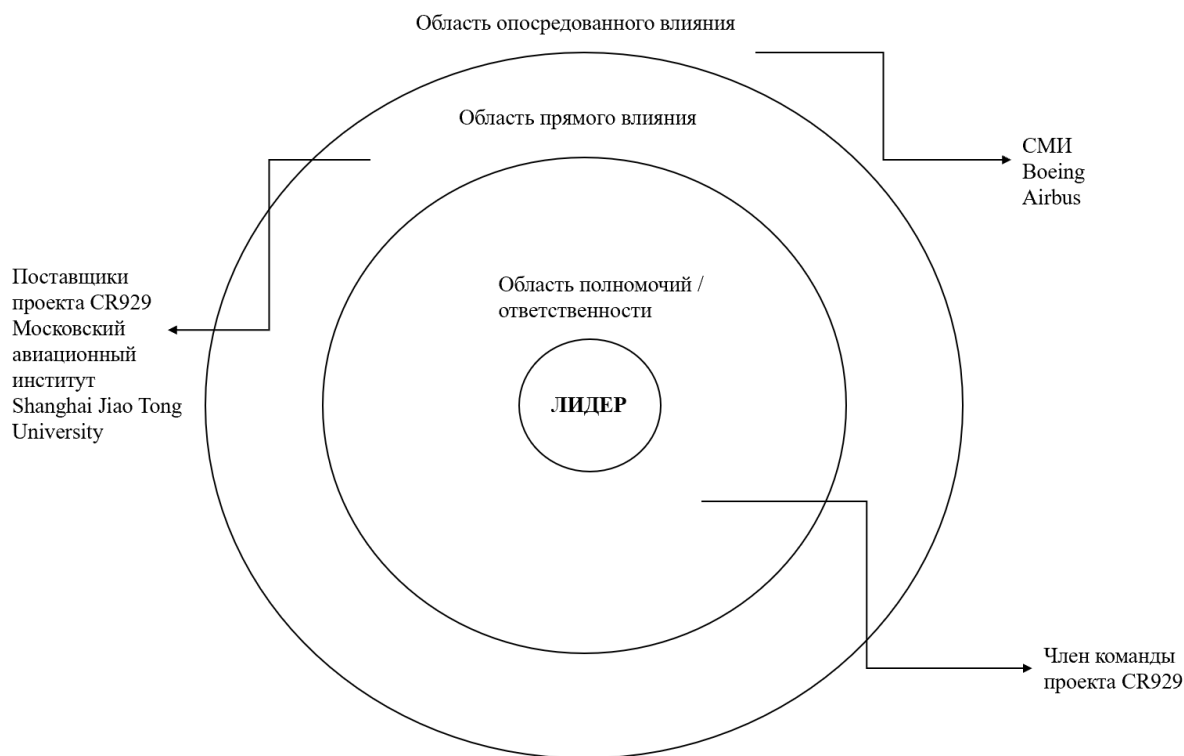 Область опосредованного влияния
Область прямого влияния
СМИ
Boeing
Airbus
Поставщики
проекта CR929
Московский
авиационный
институт
Shanghai Jiao Tong
University
Область полномочий /
ответственности
ЛИДЕР
Член команды
проекта CR929